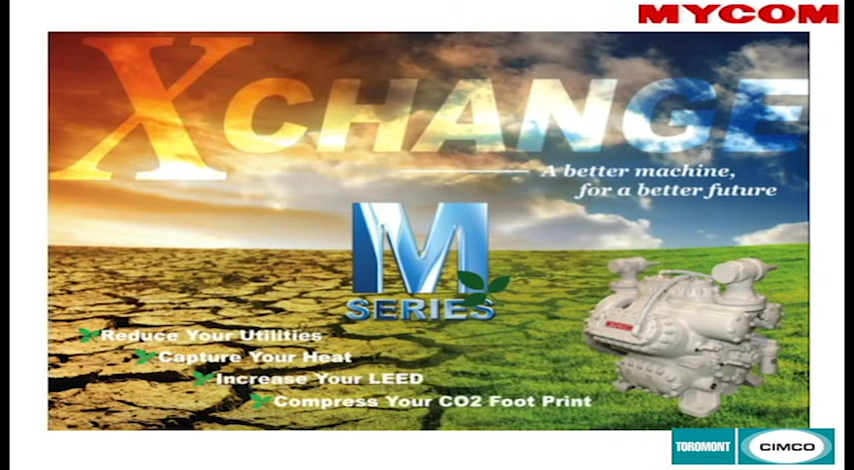 MYCOM
XCHANGE
A better machine,
for a better future
M
SERIES
MYCOM
Reduce Your Utilities
Capture Your Heat
Increase Your LEED
Compress Your CO2 Foot Print
TOROMONT CIMCO